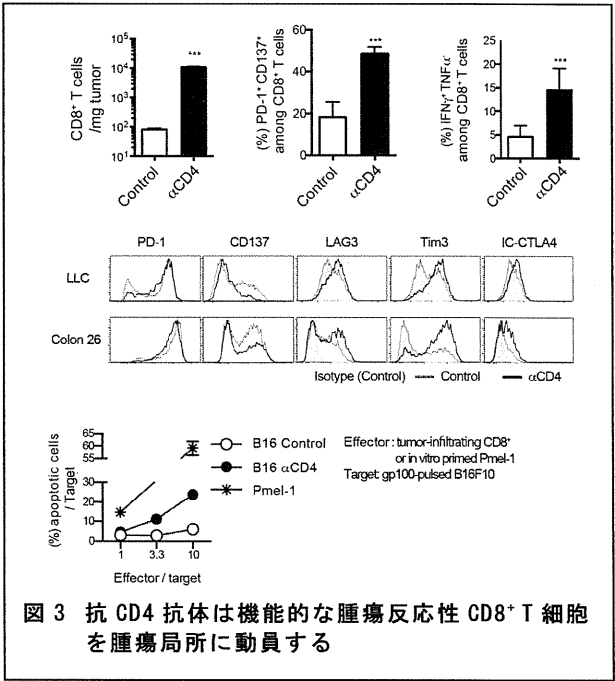 CD8⁺ T cells
/mg tumor
10⁵
10⁴
10³
10²
10¹
***
Control
αCD4
(%) PD-1⁺ CD137⁺
among CD8⁺ T cells
60
40
20
0
***
Control
αCD4
(%) IFNγ⁺ TNFα⁻
among CD8⁺ T cells
25
20
15
10
5
0
***
Control
αCD4
PD-1 CD137 LAG3 Tim3 IC-CTLA4
LLC
Colon 26
Isotype (Control) Control αCD4
(%) apoptotic cells
/ Target
65
60
55
30
20
10
0
1 3.3 10
Effector / target
B16 Control
B16 αCD4
Pmel-1
Effector : tumor-infiltrating CD8⁺
or in vitro primed Pmel-1
Target: gp100-pulsed B16F10
図 3 抗 CD4 抗体は機能的な腫瘍反応性 CD8⁺ T 細胞
を腫瘍局所に動員する